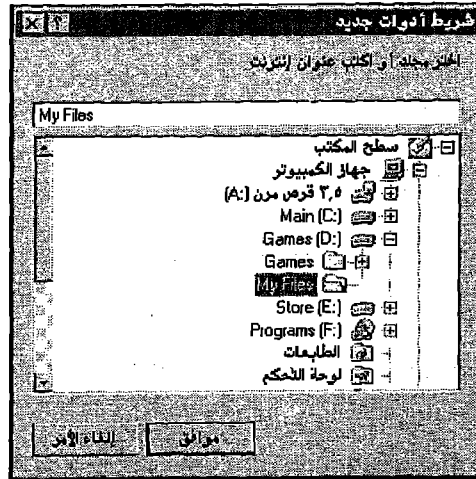 شريط أدوات جديد
اختر مجلد أو اكتب عنوان إنترنت
My Files
سطح المكتب
جهاز الكمبيوتر
٣,٥ قرص مرن (A:)
Main (C:)
Games (D:)
Games
My Files
Store (E:)
Programs (F:)
الطابعات
لوحة التحكم
موافق
إلغاء الأمر